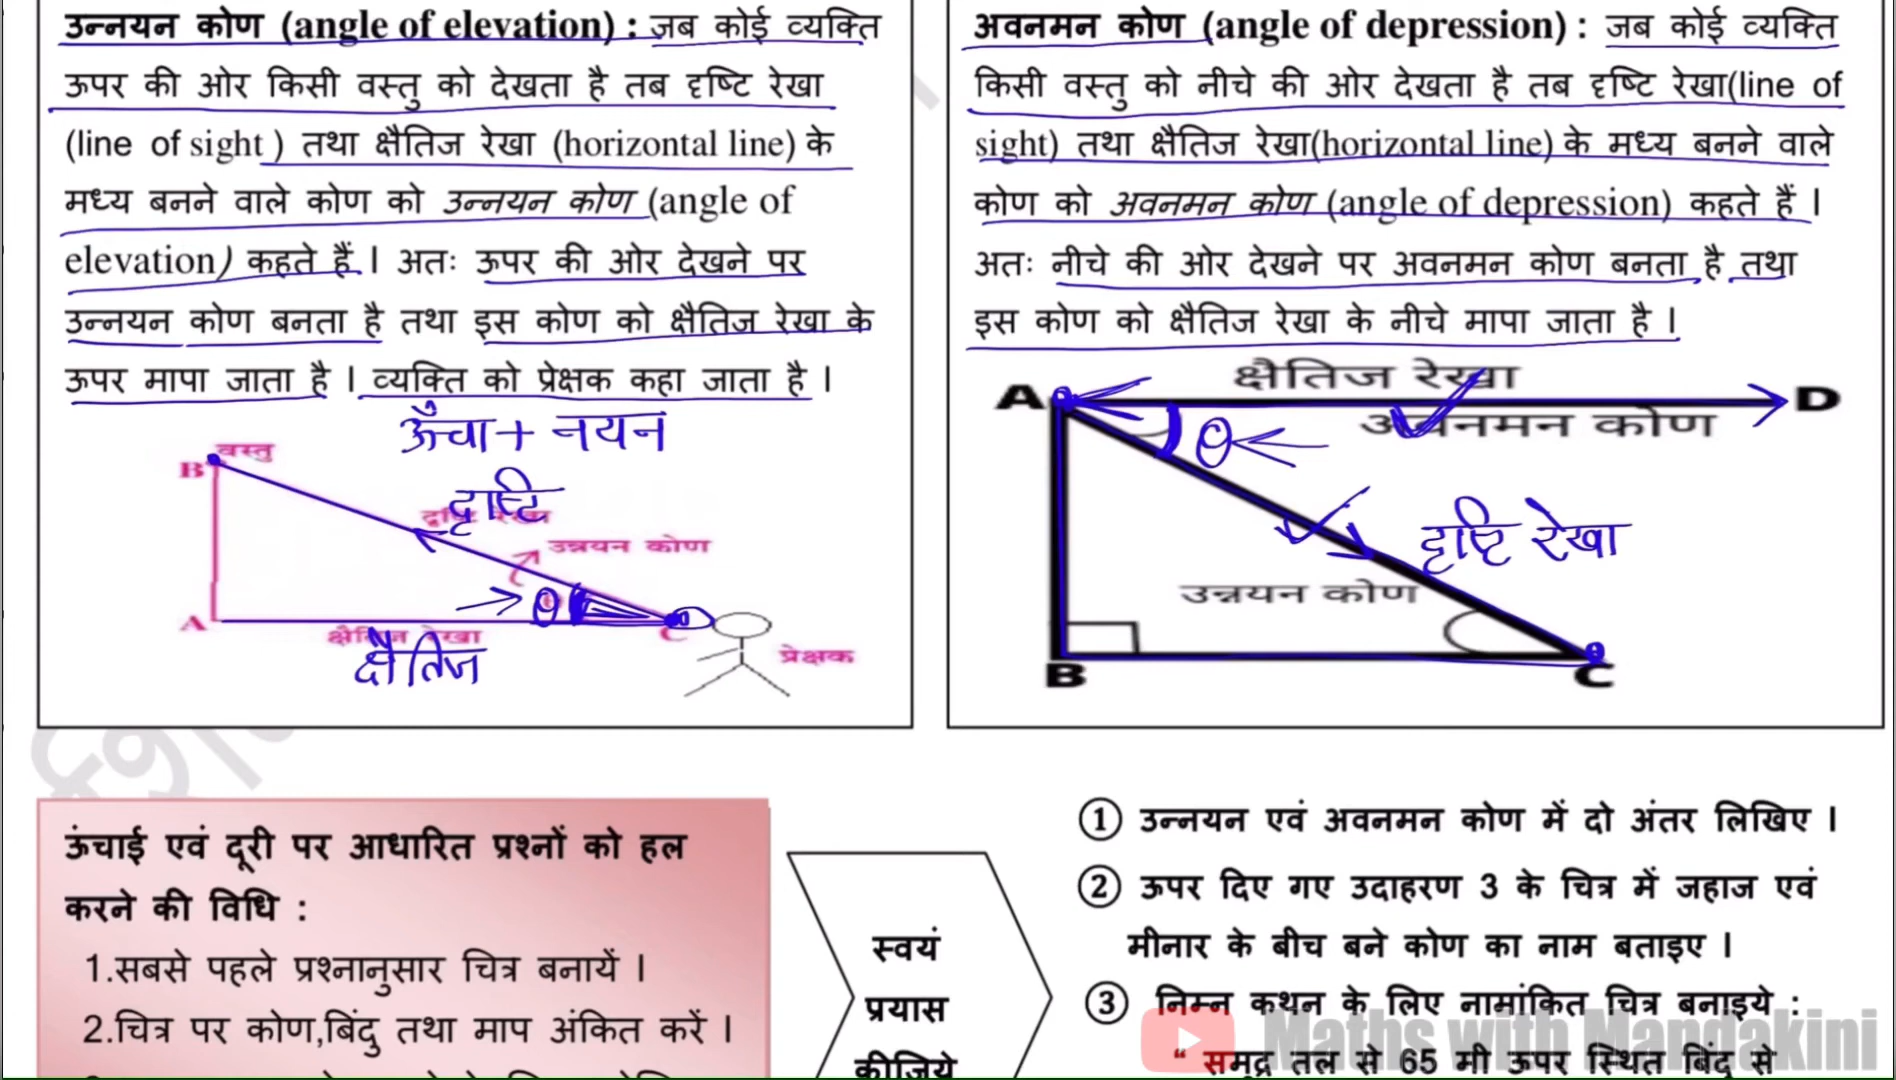 उन्नयन कोण (angle of elevation) : जब कोई व्यक्ति
ऊपर की ओर किसी वस्तु को देखता है तब दृष्टि रेखा
(line of sight ) तथा क्षैतिज रेखा (horizontal line) के
मध्य बनने वाले कोण को उन्नयन कोण (angle of
elevation) कहते हैं । अतः ऊपर की ओर देखने पर
उन्नयन कोण बनता है तथा इस कोण को क्षैतिज रेखा के
ऊपर मापा जाता है । व्यक्ति को प्रेक्षक कहा जाता है ।
ऊँचा + नयन
वस्तु
B
दृष्टि
दृष्टि रेखा
उन्नयन कोण
θ
A
C
क्षैतिज रेखा
क्षैतिज
प्रेक्षक
अवनमन कोण (angle of depression) : जब कोई व्यक्ति
किसी वस्तु को नीचे की ओर देखता है तब दृष्टि रेखा(line of
sight) तथा क्षैतिज रेखा(horizontal line) के मध्य बनने वाले
कोण को अवनमन कोण (angle of depression) कहते हैं ।
अतः नीचे की ओर देखने पर अवनमन कोण बनता है तथा
इस कोण को क्षैतिज रेखा के नीचे मापा जाता है ।
क्षैतिज रेखा
A
D
अवनमन कोण
θ
दृष्टि रेखा
उन्नयन कोण
B
C
ऊंचाई एवं दूरी पर आधारित प्रश्नों को हल
करने की विधि :
1.सबसे पहले प्रश्नानुसार चित्र बनायें ।
2.चित्र पर कोण,बिंदु तथा माप अंकित करें ।
स्वयं
प्रयास
कीजिये
① उन्नयन एवं अवनमन कोण में दो अंतर लिखिए ।
② ऊपर दिए गए उदाहरण 3 के चित्र में जहाज एवं
मीनार के बीच बने कोण का नाम बताइए ।
③ निम्न कथन के लिए नामांकित चित्र बनाइये :
“ समुद्र तल से 65 मी ऊपर स्थित बिंदु से
Maths with Mandakini